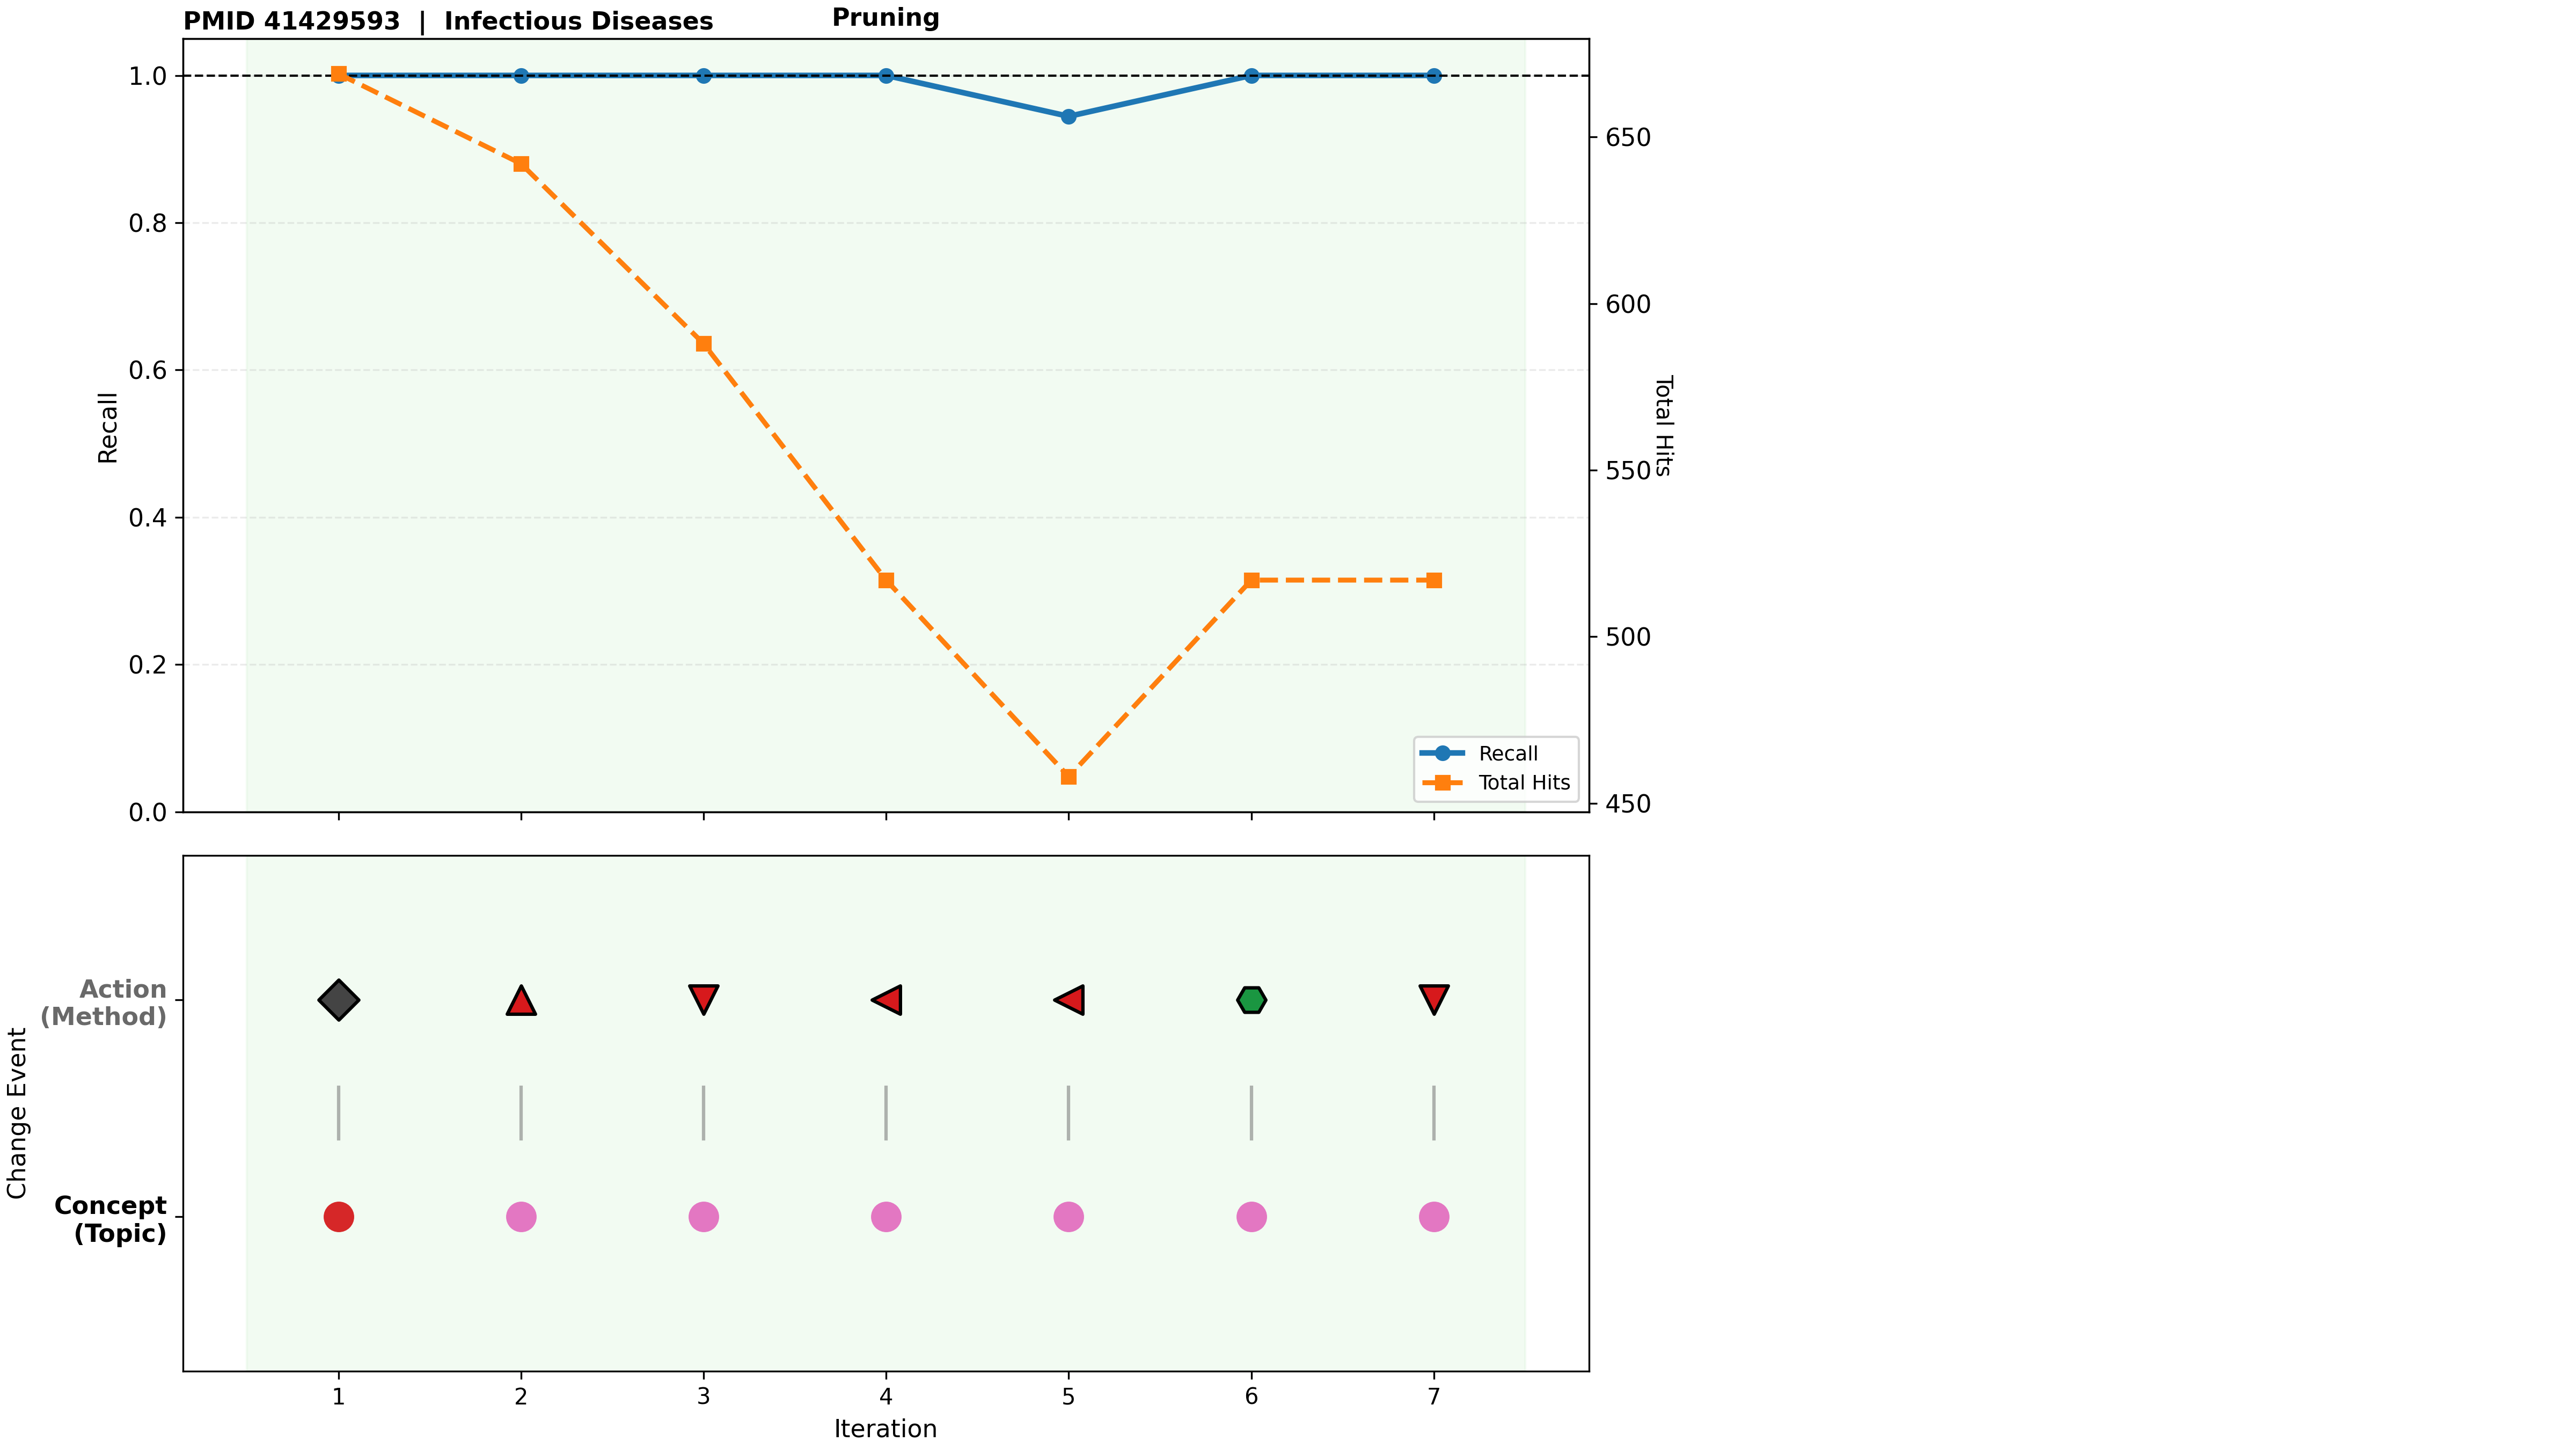 PMID 41429593 | Infectious Diseases
Pruning
1.0
0.8
0.6
0.4
0.2
0.0
Recall
650
600
550
500
450
Total Hits
Recall
Total Hits
Action
(Method)
Concept
(Topic)
Change Event
1 2 3 4 5 6 7
Iteration